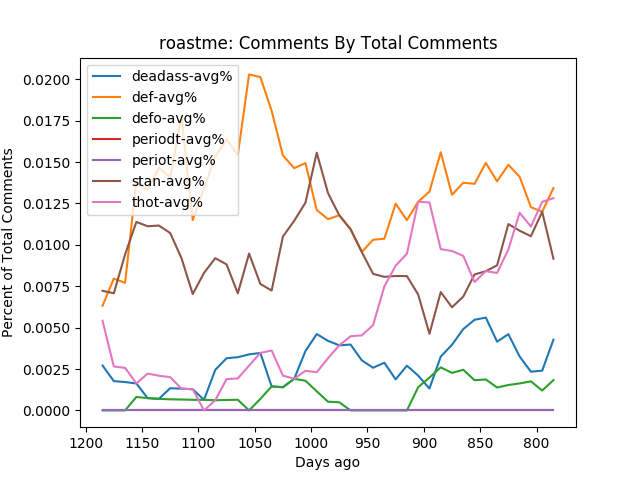 roastme: Comments By Total Comments
Percent of Total Comments
0.0200
0.0175
0.0150
0.0125
0.0100
0.0075
0.0050
0.0025
0.0000
deadass-avg%
def-avg%
defo-avg%
periodt-avg%
periot-avg%
stan-avg%
thot-avg%
1200 1150 1100 1050 1000 950 900 850 800
Days ago